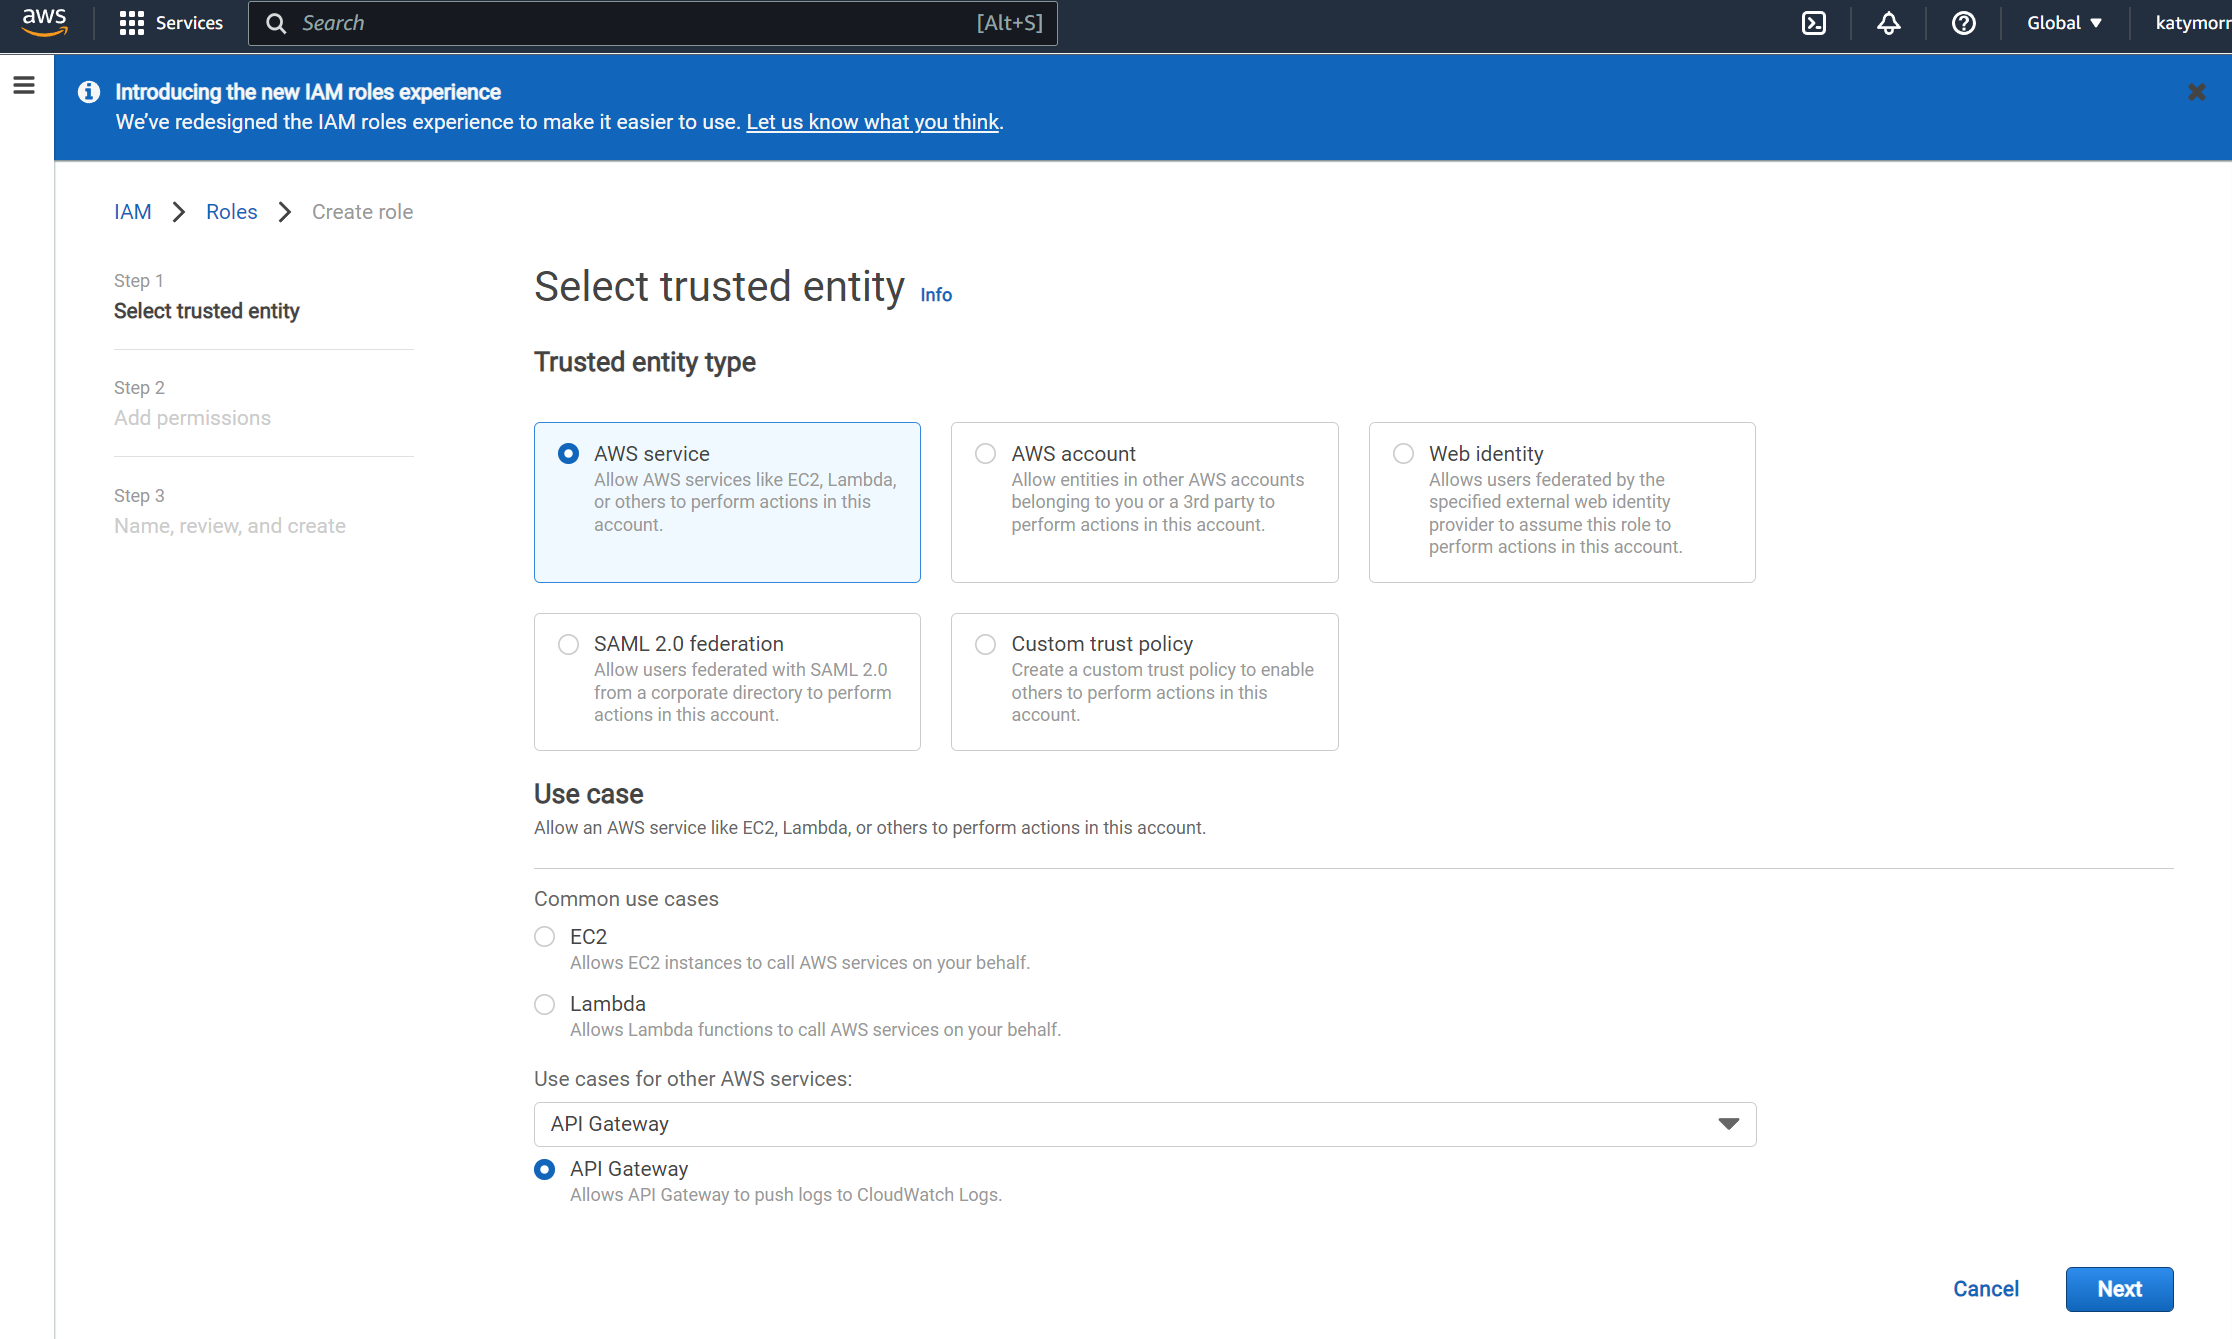 aws
Services
Search
[Alt+S]
Global
katymorr
Introducing the new IAM roles experience
We've redesigned the IAM roles experience to make it easier to use. Let us know what you think.
IAM
Roles
Create role
Step 1
Select trusted entity
Step 2
Add permissions
Step 3
Name, review, and create
Select trusted entity
Info
Trusted entity type
AWS service
Allow AWS services like EC2, Lambda,
or others to perform actions in this
account.
AWS account
Allow entities in other AWS accounts
belonging to you or a 3rd party to
perform actions in this account.
Web identity
Allows users federated by the
specified external web identity
provider to assume this role to
perform actions in this account.
SAML 2.0 federation
Allow users federated with SAML 2.0
from a corporate directory to perform
actions in this account.
Custom trust policy
Create a custom trust policy to enable
others to perform actions in this
account.
Use case
Allow an AWS service like EC2, Lambda, or others to perform actions in this account.
Common use cases
EC2
Allows EC2 instances to call AWS services on your behalf.
Lambda
Allows Lambda functions to call AWS services on your behalf.
Use cases for other AWS services:
API Gateway
API Gateway
Allows API Gateway to push logs to CloudWatch Logs.
Cancel
Next